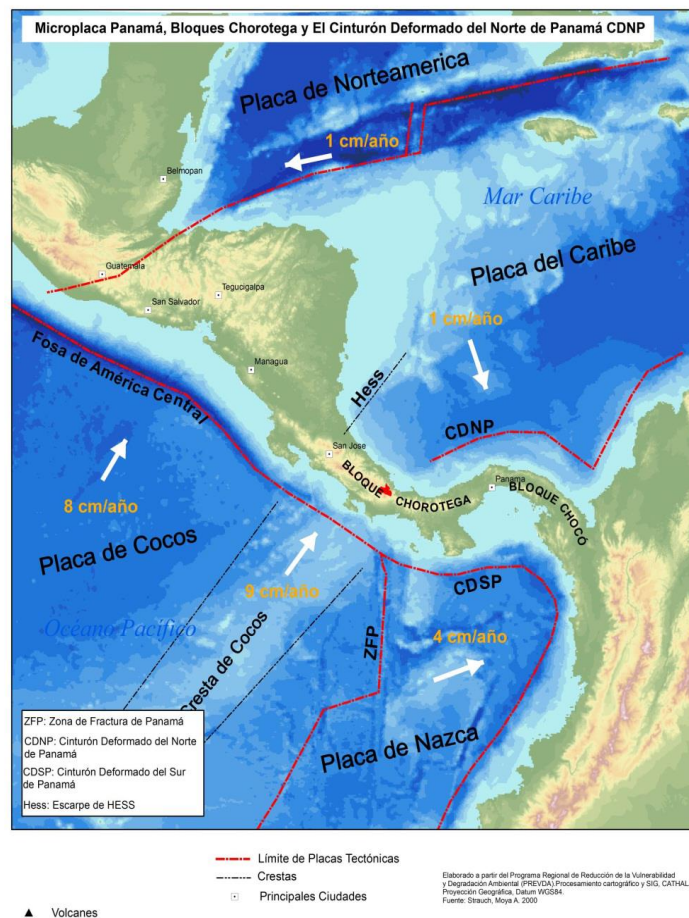 Microplaca Panamá, Bloques Chorotega y El Cinturón Deformado del Norte de Panamá CDNP
Placa de Norteamerica
1 cm/año
Belmopan
Mar Caribe
Placa del Caribe
Guatemala
Tegucigalpa
San Salvador
1 cm/año
Managua
Fosa de América Central
Hess
CDNP
San Jose
BLOQUE CHOROTEGA
Panama
BLOQUE CHOCÓ
8 cm/año
Placa de Cocos
9 cm/año
CDSP
Océano Pacífico
ZFP
4 cm/año
Cresta de Cocos
Placa de Nazca
ZFP: Zona de Fractura de Panamá
CDNP: Cinturón Deformado del Norte
de Panamá
CDSP: Cinturón Deformado del Sur
de Panamá
Hess: Escarpe de HESS
Límite de Placas Tectónicas
Crestas
Principales Ciudades
Volcanes
Elaborado a partir del Programa Regional de Reducción de la Vulnerabilidad
y Degradación Ambiental (PREVDA).Procesamiento cartográfico y SIG, CATHAL
Proyección Geográfica, Datum WGS84.
Fuente: Strauch, Moya A. 2000